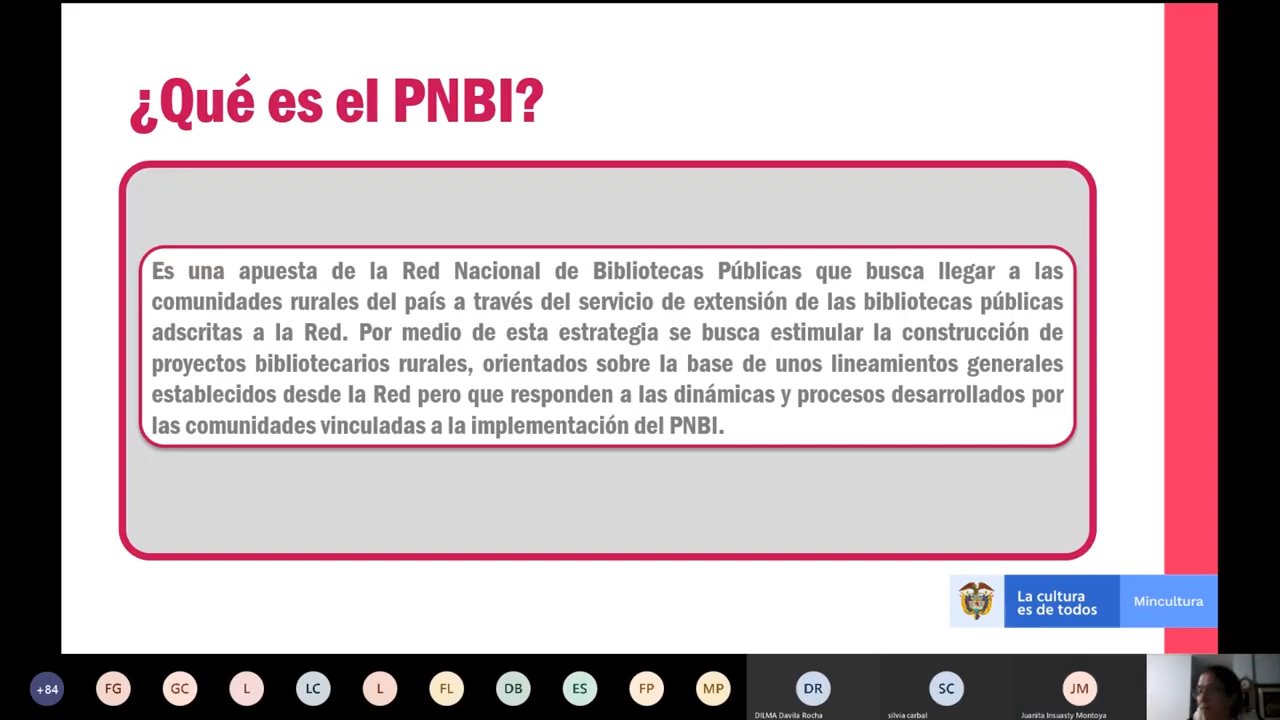 ¿Qué es el PNBI?
Es una apuesta de la Red Nacional de Bibliotecas Públicas que busca llegar a las
comunidades rurales del país a través del servicio de extensión de las bibliotecas públicas
adscritas a la Red. Por medio de esta estrategia se busca estimular la construcción de
proyectos bibliotecarios rurales, orientados sobre la base de unos lineamientos generales
establecidos desde la Red pero que responden a las dinámicas y procesos desarrollados por
las comunidades vinculadas a la implementación del PNBI.
La cultura
es de todos
Mincultura
+84 FG GC L LC L FL DB ES FP MP DR SC JM
DILMA Davila Rocha silvia carbal Juanita Insuasty Montoya